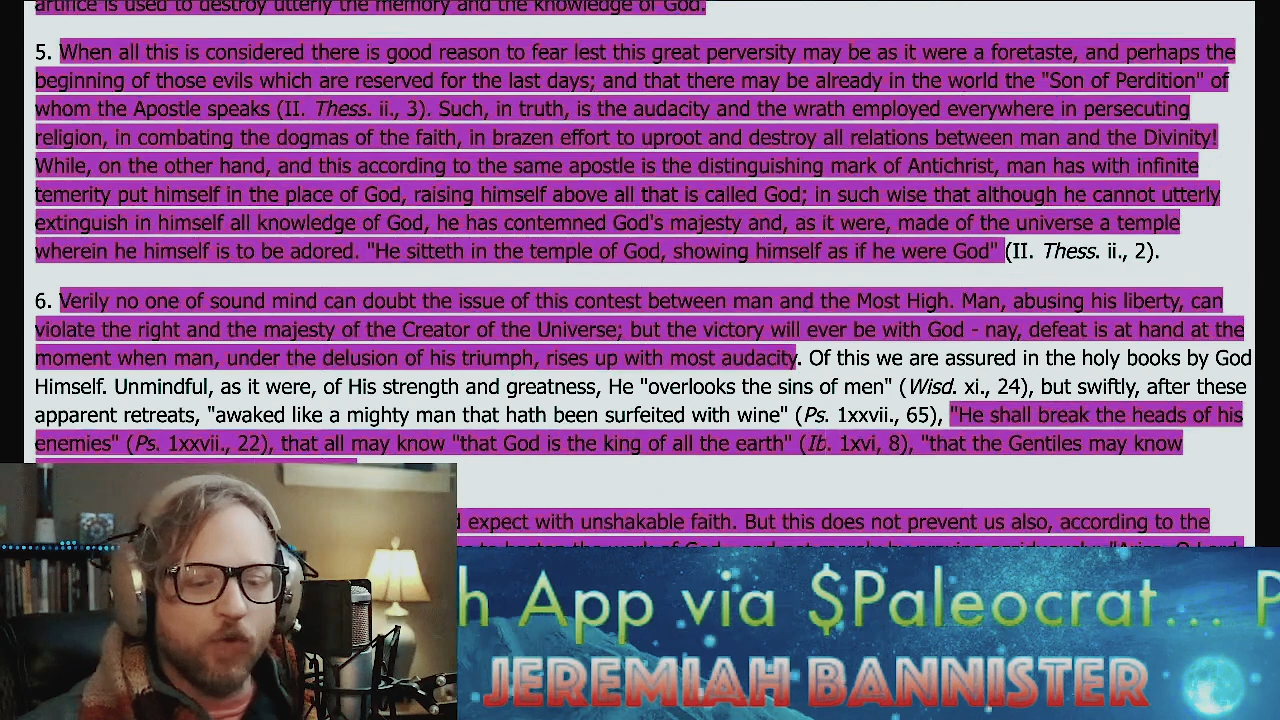 artifice is used to destroy utterly the memory and the knowledge of God.
5. When all this is considered there is good reason to fear lest this great perversity may be as it were a foretaste, and perhaps the
beginning of those evils which are reserved for the last days; and that there may be already in the world the "Son of Perdition" of
whom the Apostle speaks (II. Thess. ii., 3). Such, in truth, is the audacity and the wrath employed everywhere in persecuting
religion, in combating the dogmas of the faith, in brazen effort to uproot and destroy all relations between man and the Divinity!
While, on the other hand, and this according to the same apostle is the distinguishing mark of Antichrist, man has with infinite
temerity put himself in the place of God, raising himself above all that is called God; in such wise that although he cannot utterly
extinguish in himself all knowledge of God, he has contemned God's majesty and, as it were, made of the universe a temple
wherein he himself is to be adored. "He sitteth in the temple of God, showing himself as if he were God" (II. Thess. ii., 2).
6. Verily no one of sound mind can doubt the issue of this contest between man and the Most High. Man, abusing his liberty, can
violate the right and the majesty of the Creator of the Universe; but the victory will ever be with God - nay, defeat is at hand at the
moment when man, under the delusion of his triumph, rises up with most audacity. Of this we are assured in the holy books by God
Himself. Unmindful, as it were, of His strength and greatness, He "overlooks the sins of men" (Wisd. xi., 24), but swiftly, after these
apparent retreats, "awaked like a mighty man that hath been surfeited with wine" (Ps. 1xxvii., 65), "He shall break the heads of his
enemies" (Ps. 1xxvii., 22), that all may know "that God is the king of all the earth" (Ib. 1xvi, 8), "that the Gentiles may know
expect with unshakable faith. But this does not prevent us also, according to the
h App via $Paleocrat... P
JEREMIAH BANNISTER